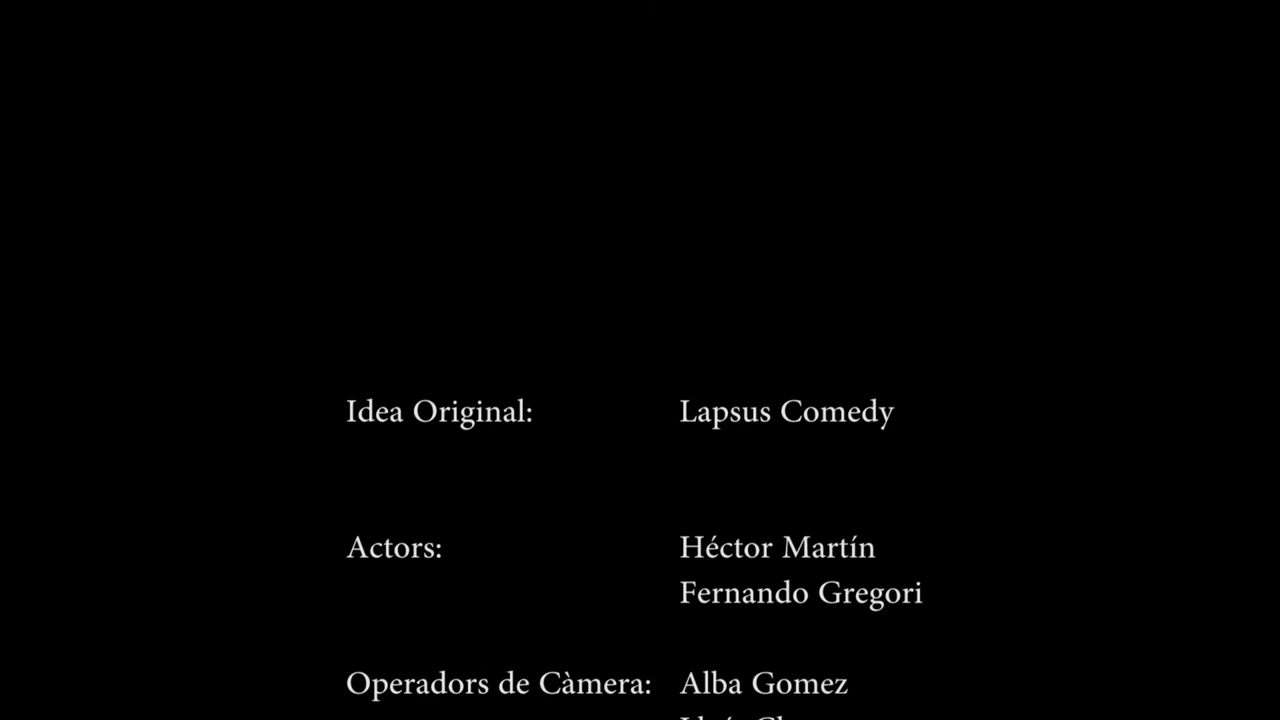 Idea Original: Lapsus Comedy
Actors: Héctor Martín
Fernando Gregori
Operadors de Càmera: Alba Gomez